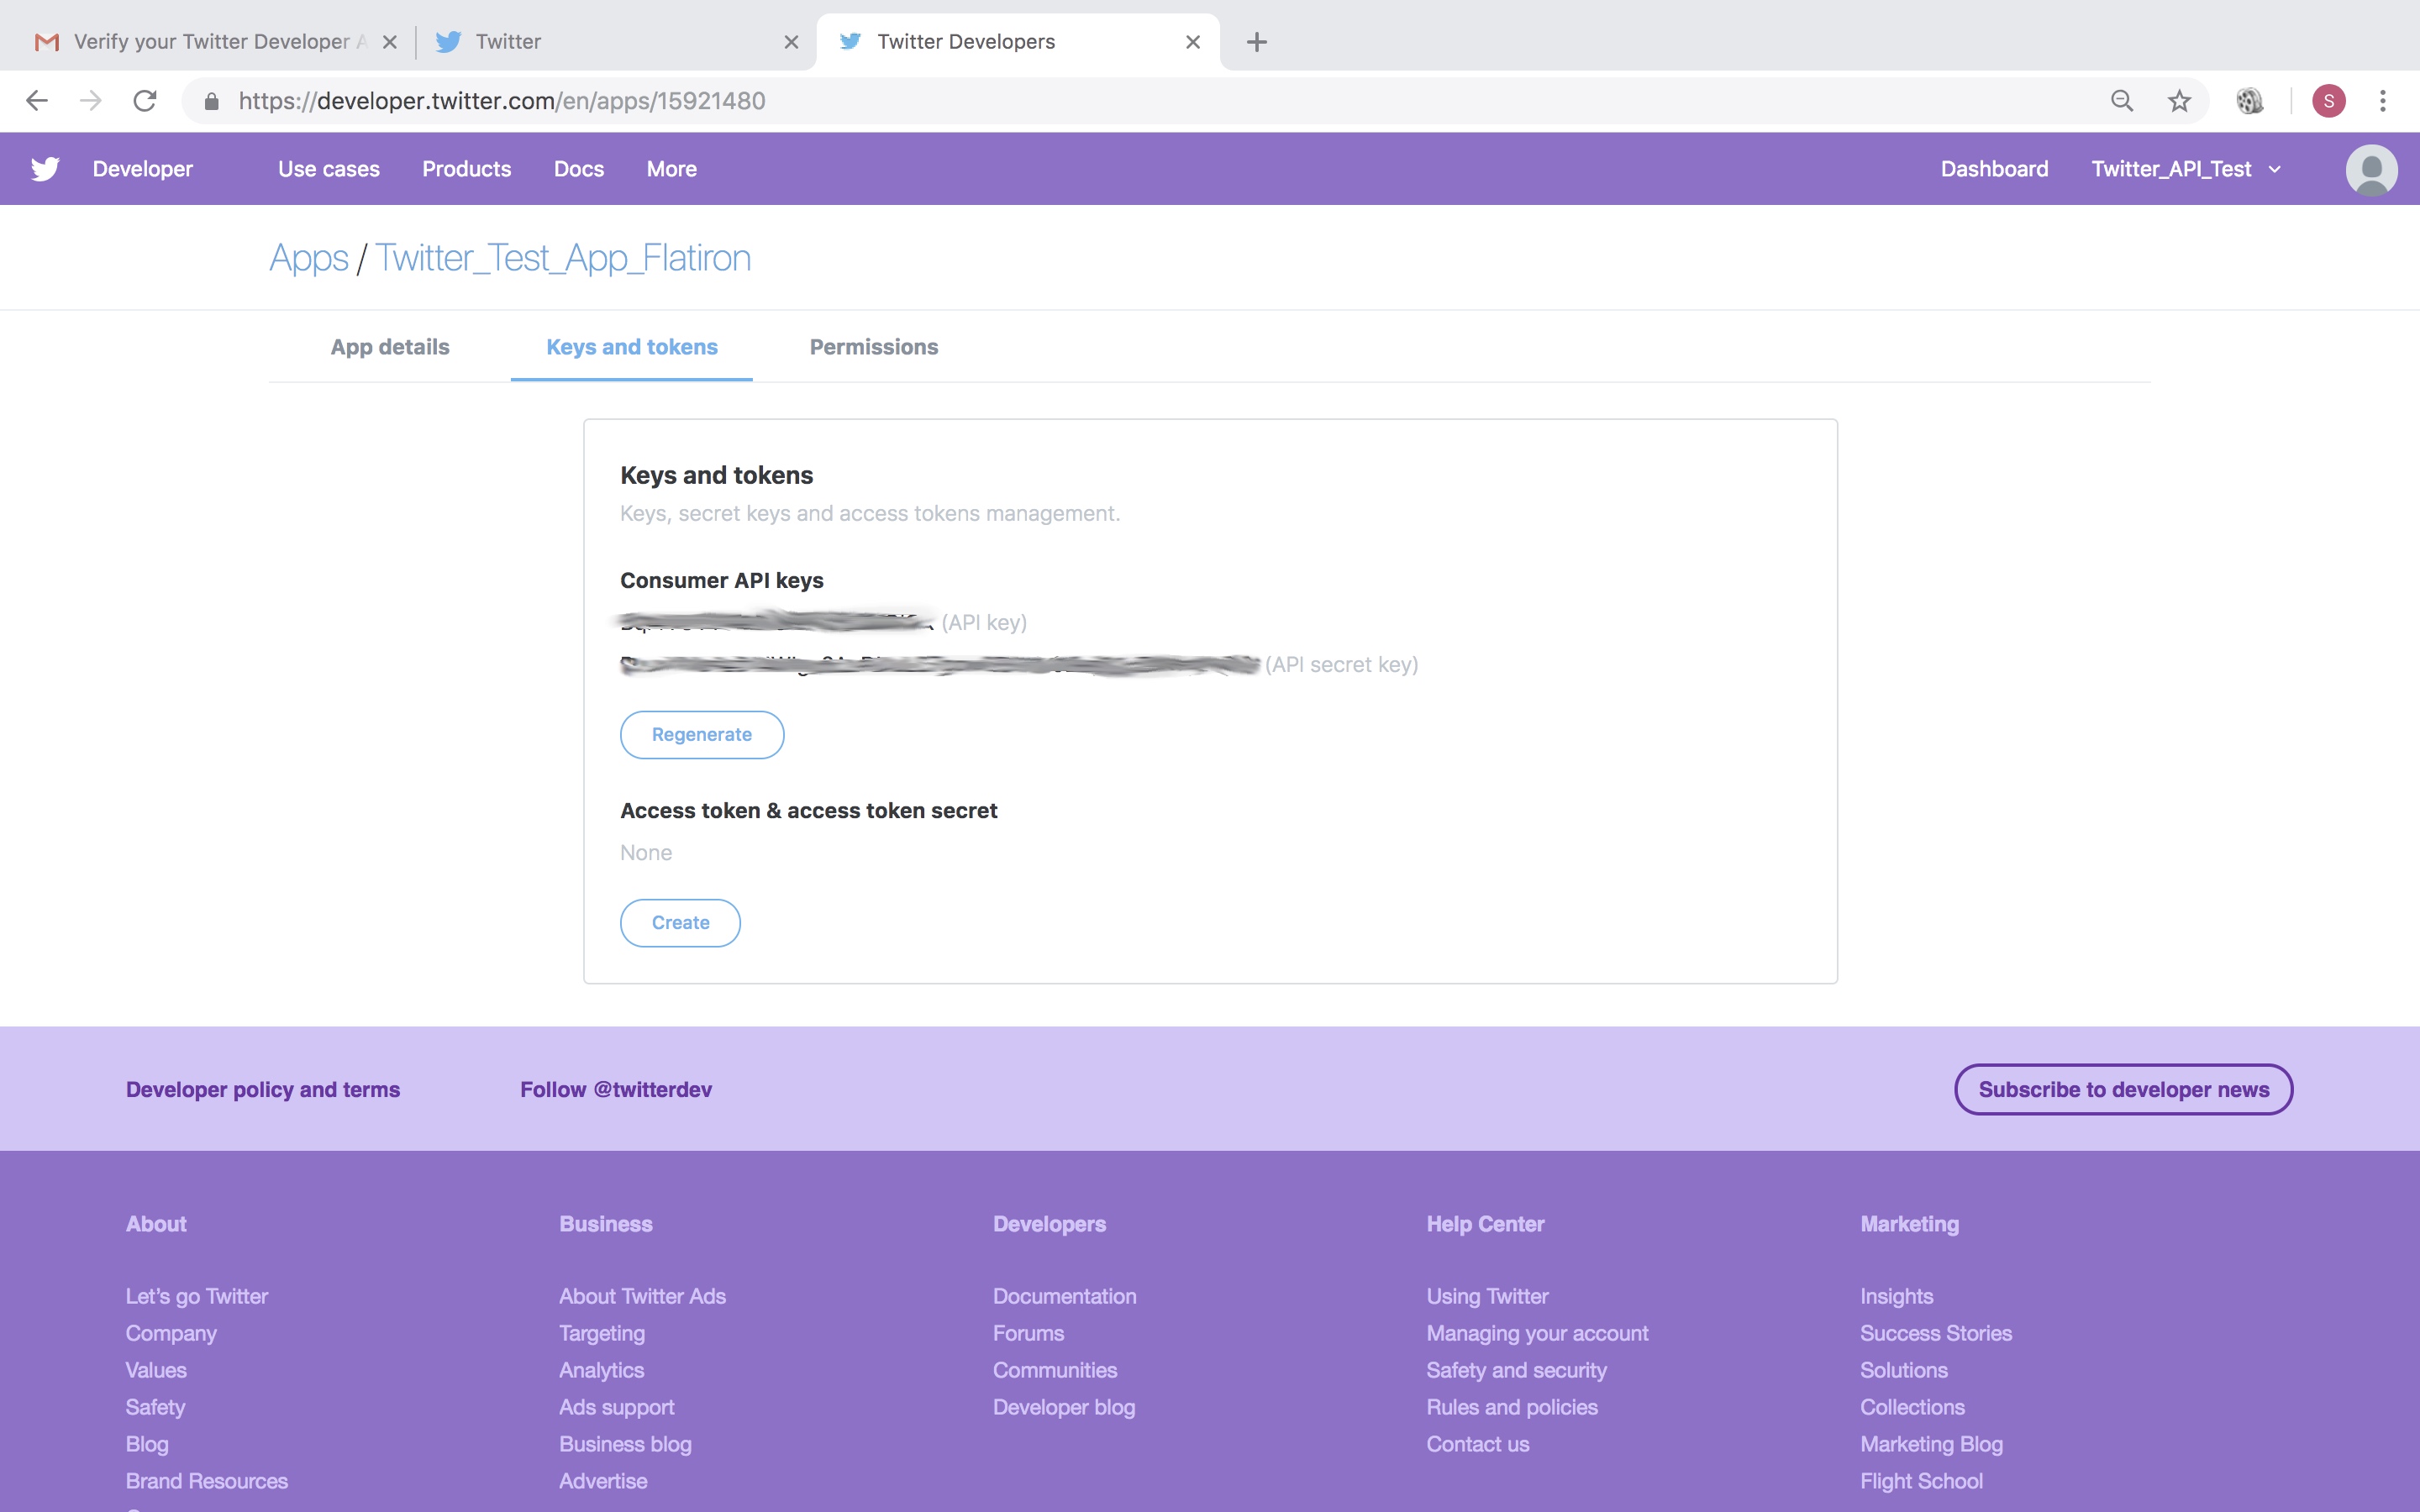 Verify your Twitter Developer A
Twitter
Twitter Developers
https://developer.twitter.com/en/apps/15921480
S
Developer Use cases Products Docs More Dashboard Twitter_API_Test
Apps / Twitter_Test_App_Flatiron
App details Keys and tokens Permissions
Keys and tokens
Keys, secret keys and access tokens management.
Consumer API keys
(API key)
(API secret key)
Regenerate
Access token & access token secret
None
Create
Developer policy and terms Follow @twitterdev Subscribe to developer news
About
Let's go Twitter
Company
Values
Safety
Blog
Brand Resources
Business
About Twitter Ads
Targeting
Analytics
Ads support
Business blog
Advertise
Developers
Documentation
Forums
Communities
Developer blog
Help Center
Using Twitter
Managing your account
Safety and security
Rules and policies
Contact us
Marketing
Insights
Success Stories
Solutions
Collections
Marketing Blog
Flight School